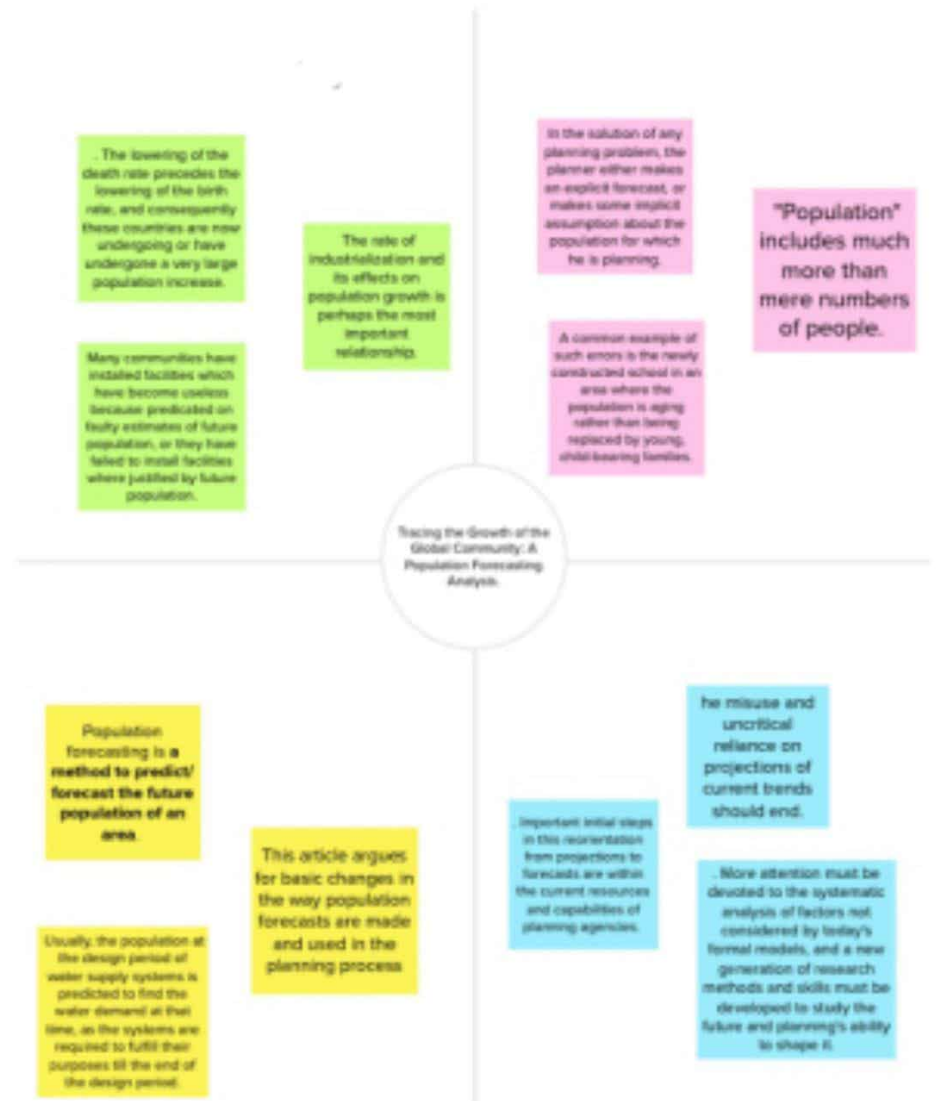 . The lowering of the
death rate precedes the
lowering of the birth
rate, and consequently
these countries are now
undergoing or have
undergone a very large
population increase.
The rate of
industrialization and
its effects on
population growth is
perhaps the most
important
relationship.
Many communities have
installed facilities which
have become useless
because predicated on
faulty estimates of future
population, or they have
failed to install facilities
where justified by future
population.
In the solution of any
planning problem, the
planner either makes
an explicit forecast, or
makes some implicit
assumption about the
population for which
he is planning.
"Population"
includes much
more than
mere numbers
of people.
A common example of
such errors is the newly
constructed school in an
area where the
population is aging
rather than being
replaced by young,
child-bearing families.
Tracing the Growth of the
Global Community: A
Population Forecasting
Analysis.
Population
forecasting is a
method to predict/
forecast the future
population of an
area.
This article argues
for basic changes in
the way population
forecasts are made
and used in the
planning process
Usually, the population at
the design period of
water supply systems is
predicted to find the
water demand at that
time, as the systems are
required to fulfill their
purposes till the end of
the design period.
he misuse and
uncritical
reliance on
projections of
current trends
should end.
. Important initial steps
in this reorientation
from projections to
forecasts are within
the current resources
and capabilities of
planning agencies.
. More attention must be
devoted to the systematic
analysis of factors not
considered by today's
formal models, and a new
generation of research
methods and skills must be
developed to study the
future and planning's ability
to shape it.